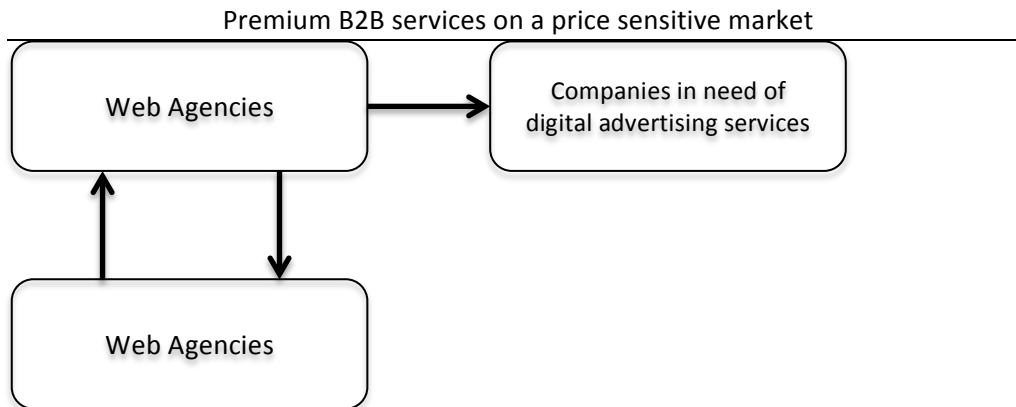 Premium B2B services on a price sensitive market
Web Agencies
Companies in need of
digital advertising services
Web Agencies